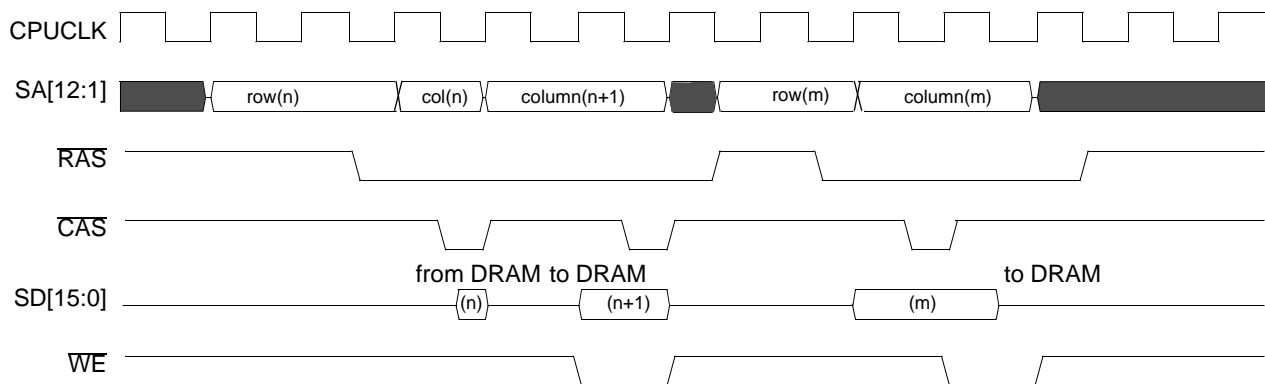 CPUCLK
SA[12:1] row(n) col(n) column(n+1) row(m) column(m)
RAS
CAS
from DRAM to DRAM to DRAM
SD[15:0] (n) (n+1) (m)
WE